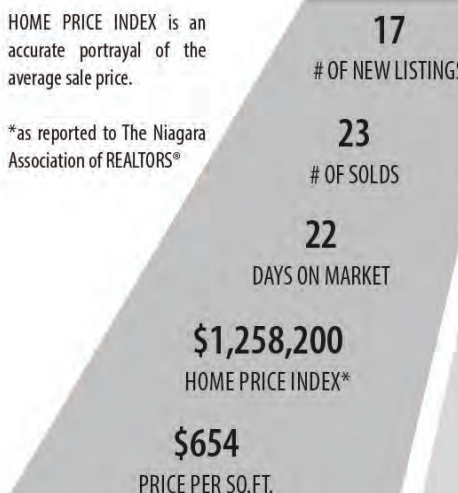 HOME PRICE INDEX is an
accurate portrayal of the
average sale price.
*as reported to The Niagara
Association of REALTORS®
17
# OF NEW LISTINGS
23
# OF SOLDS
22
DAYS ON MARKET
$1,258,200
HOME PRICE INDEX*
$654
PRICE PER SQ.FT.